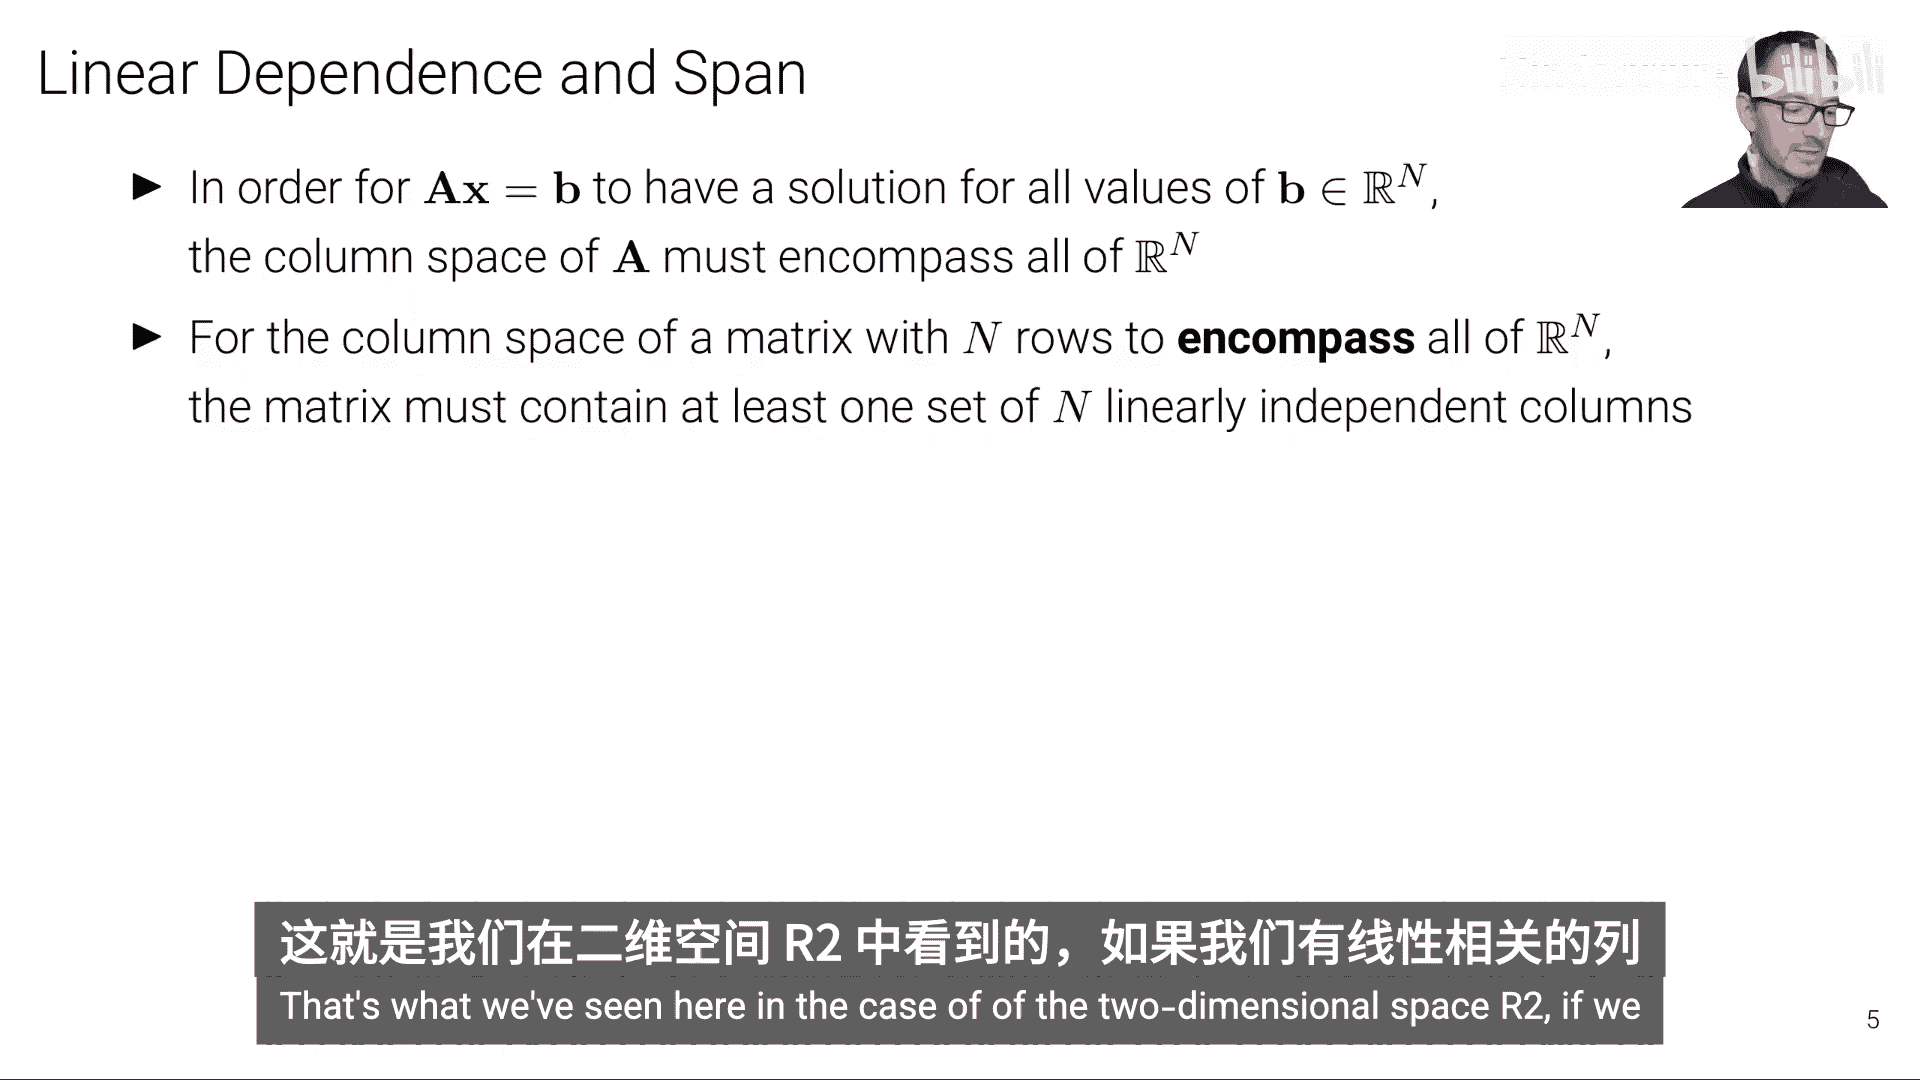 Linear Dependence and Span
bilibili
► In order for Ax = b to have a solution for all values of b ∈ ℝᴺ,
the column space of A must encompass all of ℝᴺ
► For the column space of a matrix with N rows to encompass all of ℝᴺ,
the matrix must contain at least one set of N linearly independent columns
这就是我们在二维空间 R2 中看到的，如果我们有线性相关的列
That's what we've seen here in the case of of the two-dimensional space R2, if we
5